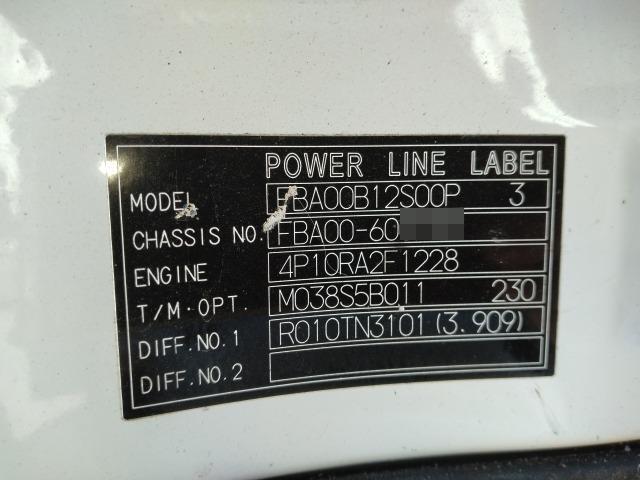 POWER LINE LABEL
MODEL FBA00B12S00P 3
CHASSIS NO. FBA00-60
ENGINE 4P10RA2F1228
T/M·OPT. M038S5B011 230
DIFF.NO.1 R010TN3101(3.909)
DIFF.NO.2